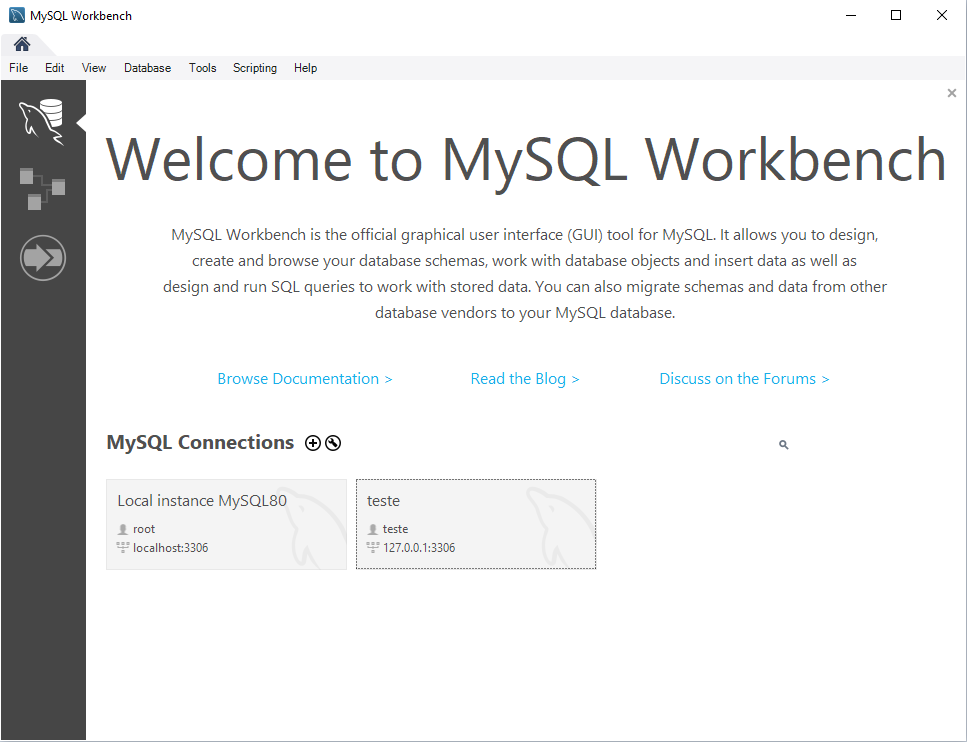 MySQL Workbench
File Edit View Database Tools Scripting Help
Welcome to MySQL Workbench
MySQL Workbench is the official graphical user interface (GUI) tool for MySQL. It allows you to design,
create and browse your database schemas, work with database objects and insert data as well as
design and run SQL queries to work with stored data. You can also migrate schemas and data from other
database vendors to your MySQL database.
Browse Documentation > Read the Blog > Discuss on the Forums >
MySQL Connections
Local instance MySQL80
root
localhost:3306
teste
teste
127.0.0.1:3306